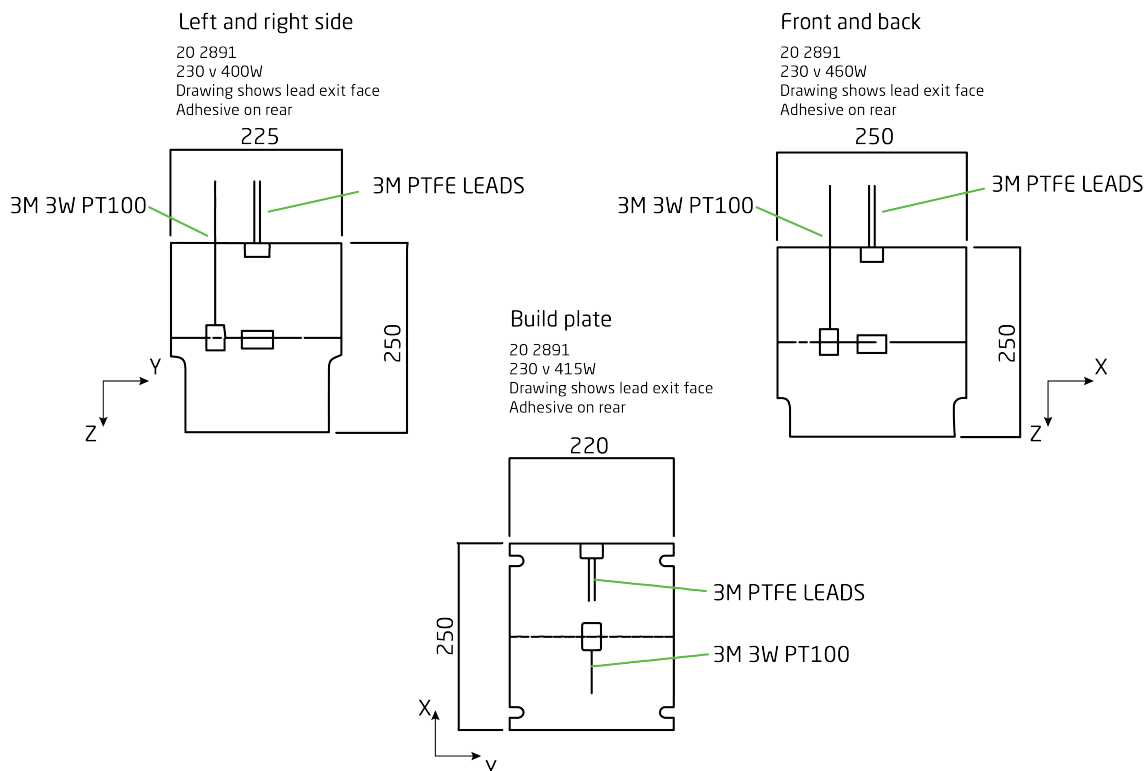 Left and right side
20 2891
230 v 400W
Drawing shows lead exit face
Adhesive on rear
225
3M PTFE LEADS
3M 3W PT100
250
Y
Z
Front and back
20 2891
230 v 460W
Drawing shows lead exit face
Adhesive on rear
250
3M PTFE LEADS
3M 3W PT100
250
X
Z
Build plate
20 2891
230 v 415W
Drawing shows lead exit face
Adhesive on rear
220
3M PTFE LEADS
250
3M 3W PT100
X
Y